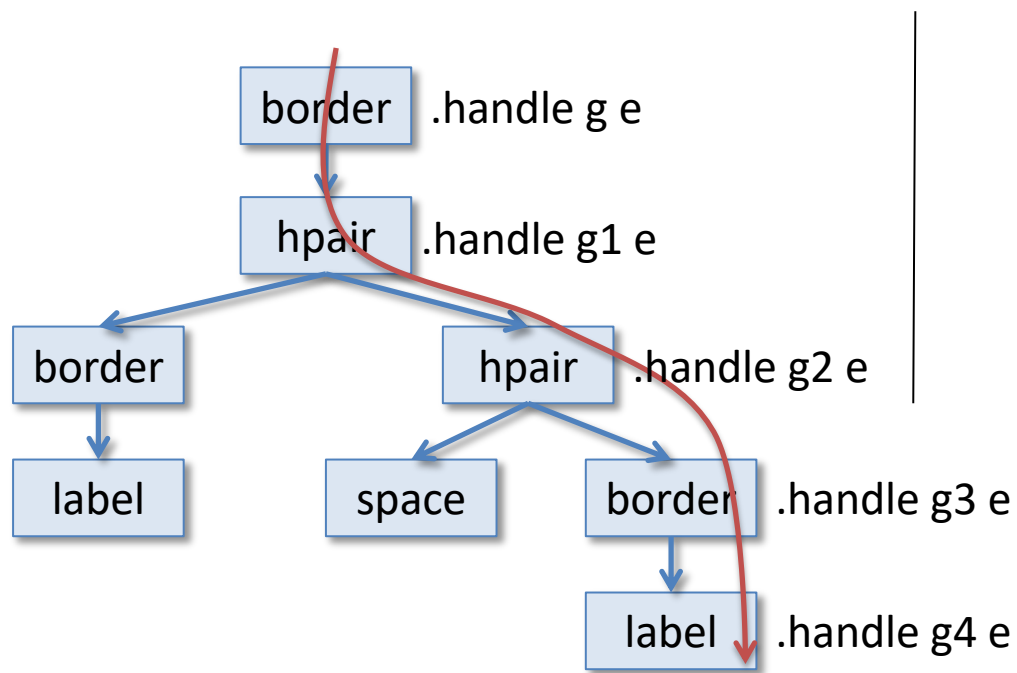 border .handle g e
hpair .handle g1 e
border hpair .handle g2 e
label space border .handle g3 e
label .handle g4 e